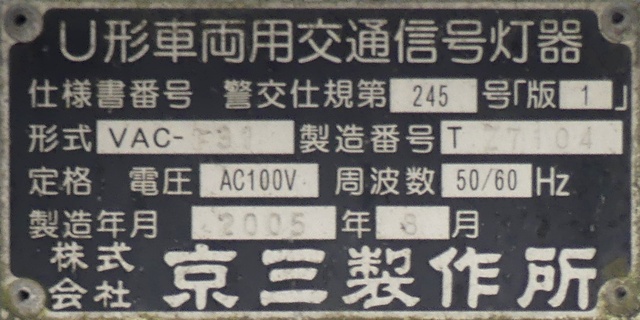 U形車両用交通信号灯器
仕様書番号 警交仕規第 245 号「版 1 」
形式 VAC- 製造番号 T Z7104
定格 電圧 AC100V 周波数 50/60 Hz
製造年月 2005 年 月
株式会社 京三製作所